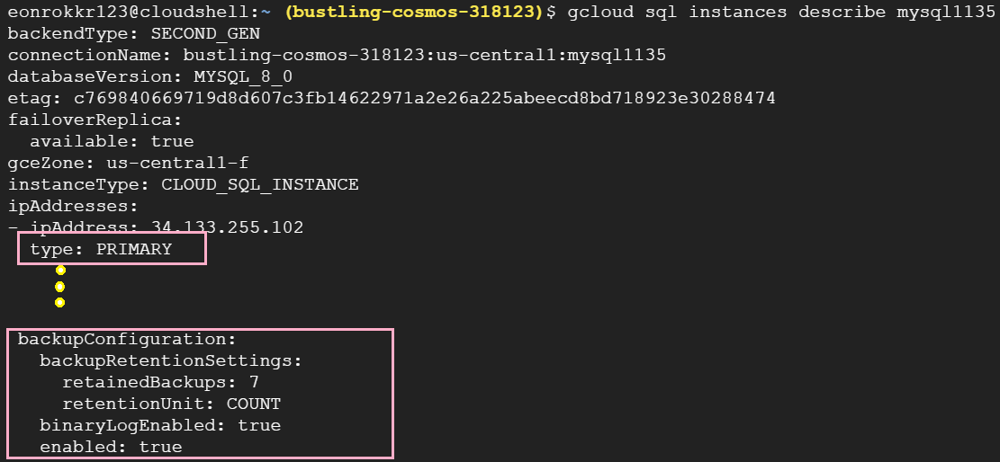 eonrokkr123@cloudshell:~ (bustling-cosmos-318123)$ gcloud sql instances describe mysql1135
backendType: SECOND_GEN
connectionName: bustling-cosmos-318123:us-central1:mysql1135
databaseVersion: MYSQL_8_0
etag: c769840669719d8d607c3fb14622971a2e26a225abeecd8bd718923e30288474
failoverReplica:
  available: true
gceZone: us-central1-f
instanceType: CLOUD_SQL_INSTANCE
ipAddresses:
- ipAddress: 34.133.255.102
  type: PRIMARY
backupConfiguration:
  backupRetentionSettings:
    retainedBackups: 7
    retentionUnit: COUNT
  binaryLogEnabled: true
  enabled: true